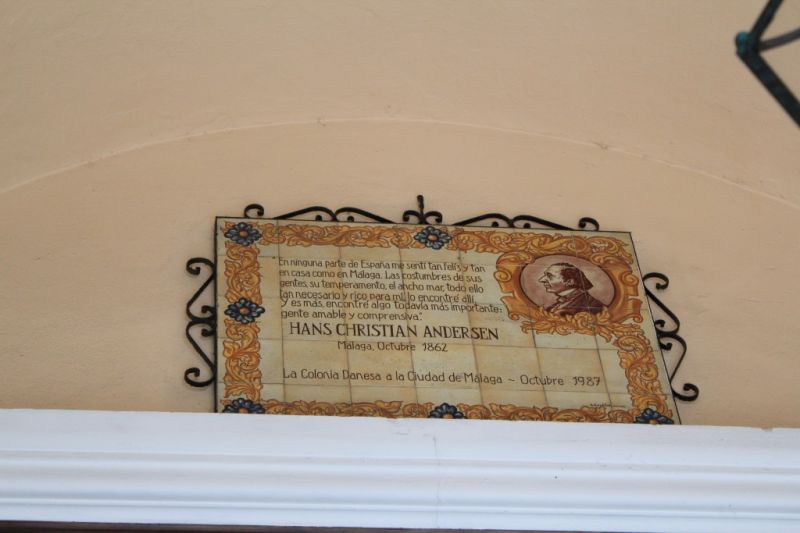 "En ninguna parte de España me sentí tan feliz y tan
en casa como en Málaga. Las costumbres de sus
gentes, su temperamento, el ancho mar, todo ello
tan necesario y rico para mí, lo encontré allí.
y es más, encontré algo todavía más importante:
gente amable y comprensiva."
HANS CHRISTIAN ANDERSEN
Málaga, Octubre 1862
La Colonia Danesa a la Ciudad de Málaga ~ Octubre 1987